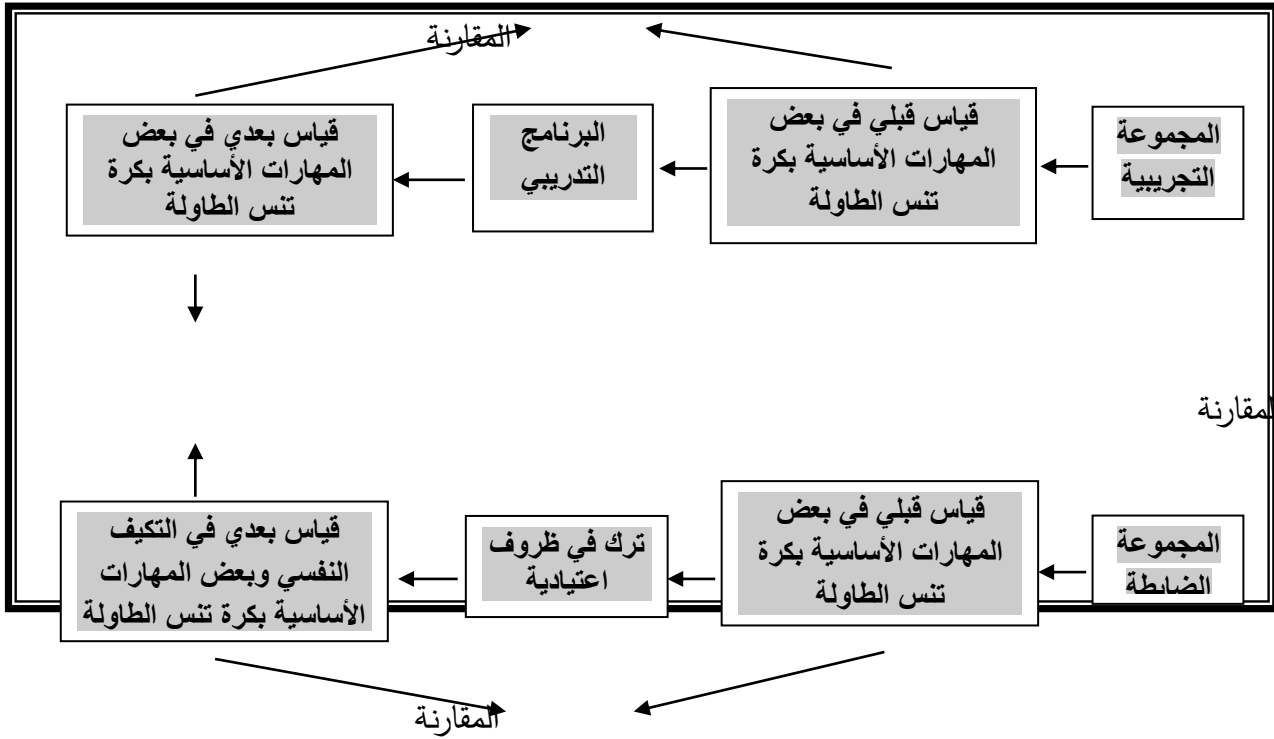 المقارنة
المجموعة
التجريبية
قياس قبلي في بعض
المهارات الأساسية بكرة
تنس الطاولة
البرنامج
التدريبي
قياس بعدي في بعض
المهارات الأساسية بكرة
تنس الطاولة
لمقارنة
المجموعة
الضابطة
قياس قبلي في بعض
المهارات الأساسية بكرة
تنس الطاولة
ترك في ظروف
اعتيادية
قياس بعدي في التكيف
النفسي وبعض المهارات
الأساسية بكرة تنس الطاولة
المقارنة